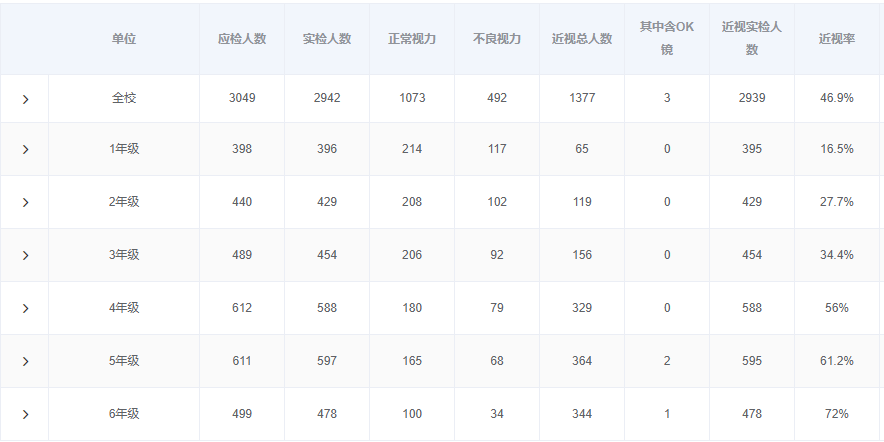 单位 应检人数 实检人数 正常视力 不良视力 近视总人数 其中含OK镜 近视实检人数 近视率
全校 3049 2942 1073 492 1377 3 2939 46.9%
1年级 398 396 214 117 65 0 395 16.5%
2年级 440 429 208 102 119 0 429 27.7%
3年级 489 454 206 92 156 0 454 34.4%
4年级 612 588 180 79 329 0 588 56%
5年级 611 597 165 68 364 2 595 61.2%
6年级 499 478 100 34 344 1 478 72%